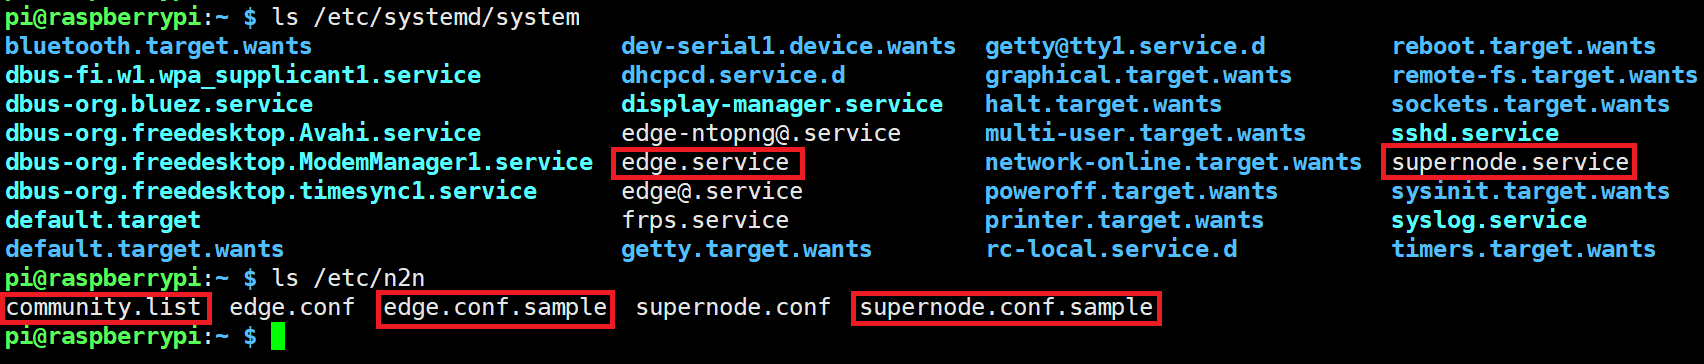 pi@raspberrypi:~ $ ls /etc/systemd/system
bluetooth.target.wants dev-serial1.device.wants getty@tty1.service.d reboot.target.wants
dbus-fi.w1.wpa_supplicant1.service dhcpcd.service.d graphical.target.wants remote-fs.target.wants
dbus-org.bluez.service display-manager.service halt.target.wants sockets.target.wants
dbus-org.freedesktop.Avahi.service edge-ntopng@.service multi-user.target.wants sshd.service
dbus-org.freedesktop.ModemManager1.service edge.service network-online.target.wants supernode.service
dbus-org.freedesktop.timesync1.service edge@.service poweroff.target.wants sysinit.target.wants
default.target frps.service printer.target.wants syslog.service
default.target.wants getty.target.wants rc-local.service.d timers.target.wants
pi@raspberrypi:~ $ ls /etc/n2n
community.list edge.conf edge.conf.sample supernode.conf supernode.conf.sample
pi@raspberrypi:~ $